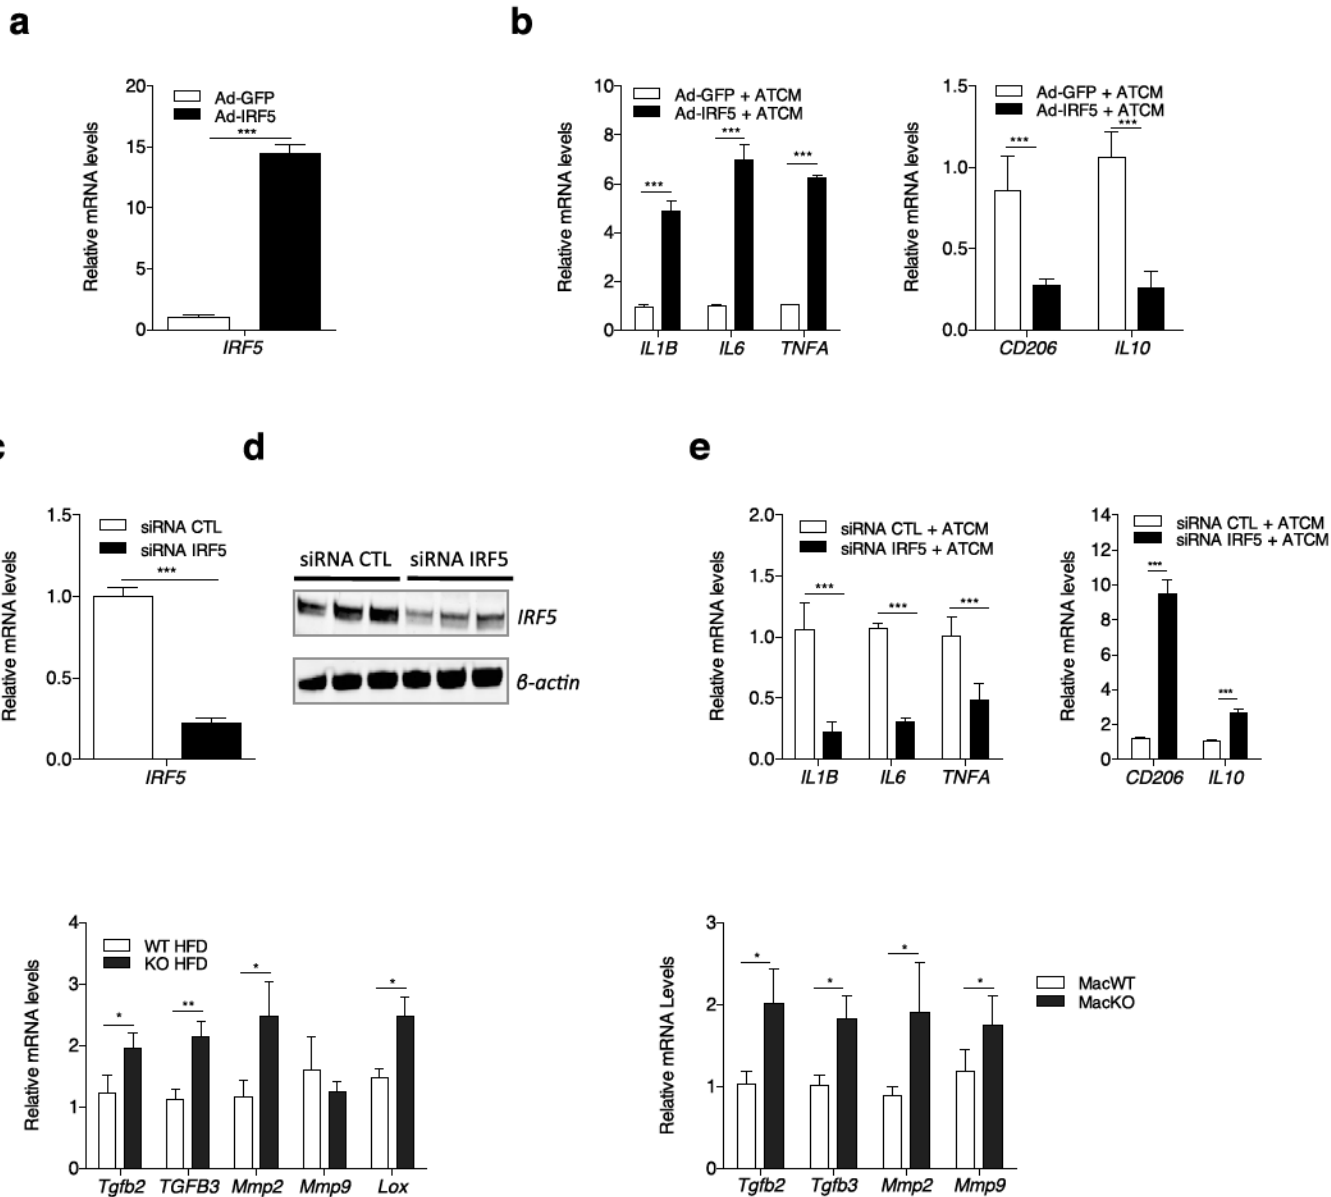 a
b
20
15
10
5
0
Relative mRNA levels
Ad-GFP
Ad-IRF5
***
IRF5
10
8
6
4
2
0
Relative mRNA levels
Ad-GFP + ATCM
Ad-IRF5 + ATCM
***
***
***
IL1B IL6 TNFA
1.5
1.0
0.5
0.0
Relative mRNA levels
Ad-GFP + ATCM
Ad-IRF5 + ATCM
***
***
CD206 IL10
c
d
e
1.5
1.0
0.5
0.0
Relative mRNA levels
siRNA CTL
siRNA IRF5
***
IRF5
siRNA CTL siRNA IRF5
IRF5
β-actin
2.0
1.5
1.0
0.5
0.0
Relative mRNA levels
siRNA CTL + ATCM
siRNA IRF5 + ATCM
***
***
***
IL1B IL6 TNFA
14
12
10
8
6
4
2
0
Relative mRNA levels
siRNA CTL + ATCM
siRNA IRF5 + ATCM
***
***
CD206 IL10
4
3
2
1
0
Relative mRNA levels
WT HFD
KO HFD
*
**
*
*
Tgfb2 TGFB3 Mmp2 Mmp9 Lox
3
2
1
0
Relative mRNA Levels
*
*
*
*
MacWT
MacKO
Tgfb2 Tgfb3 Mmp2 Mmp9